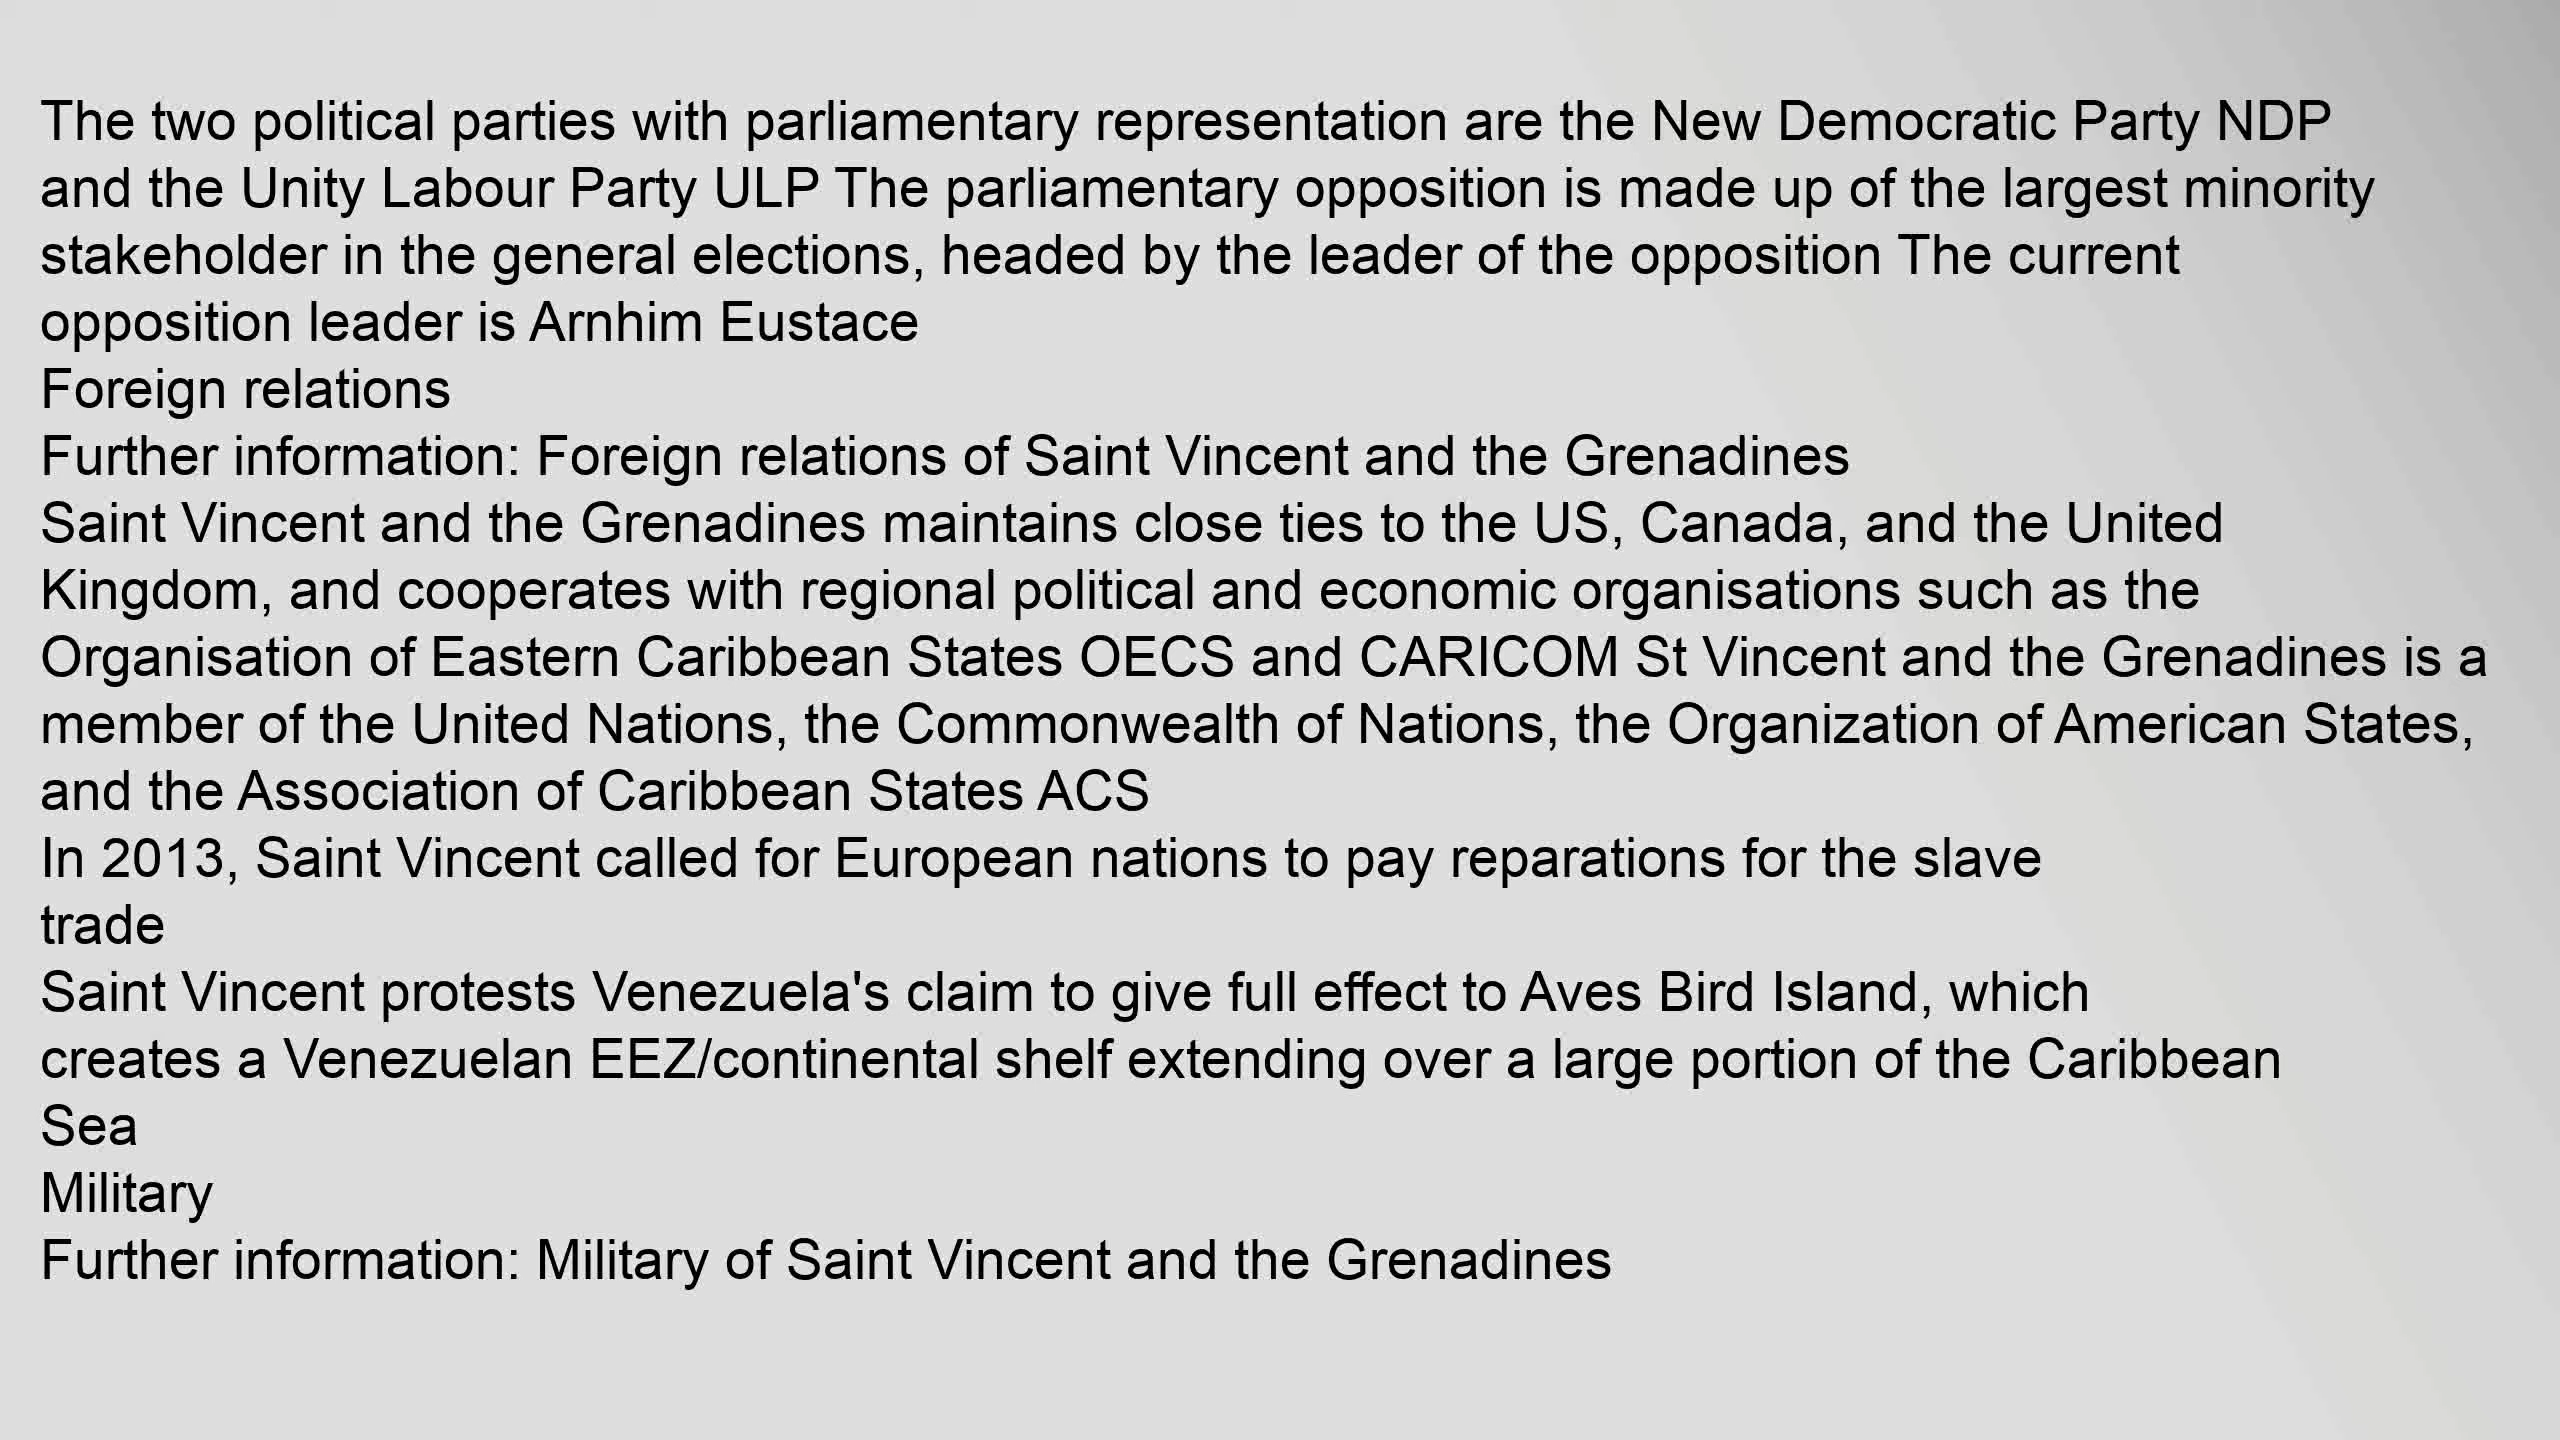 The two political parties with parliamentary representation are the New Democratic Party NDP
and the Unity Labour Party ULP The parliamentary opposition is made up of the largest minority
stakeholder in the general elections, headed by the leader of the opposition The current
opposition leader is Arnhim Eustace
Foreign relations
Further information: Foreign relations of Saint Vincent and the Grenadines
Saint Vincent and the Grenadines maintains close ties to the US, Canada, and the United
Kingdom, and cooperates with regional political and economic organisations such as the
Organisation of Eastern Caribbean States OECS and CARICOM St Vincent and the Grenadines is a
member of the United Nations, the Commonwealth of Nations, the Organization of American States,
and the Association of Caribbean States ACS
In 2013, Saint Vincent called for European nations to pay reparations for the slave
trade
Saint Vincent protests Venezuela's claim to give full effect to Aves Bird Island, which
creates a Venezuelan EEZ/continental shelf extending over a large portion of the Caribbean
Sea
Military
Further information: Military of Saint Vincent and the Grenadines